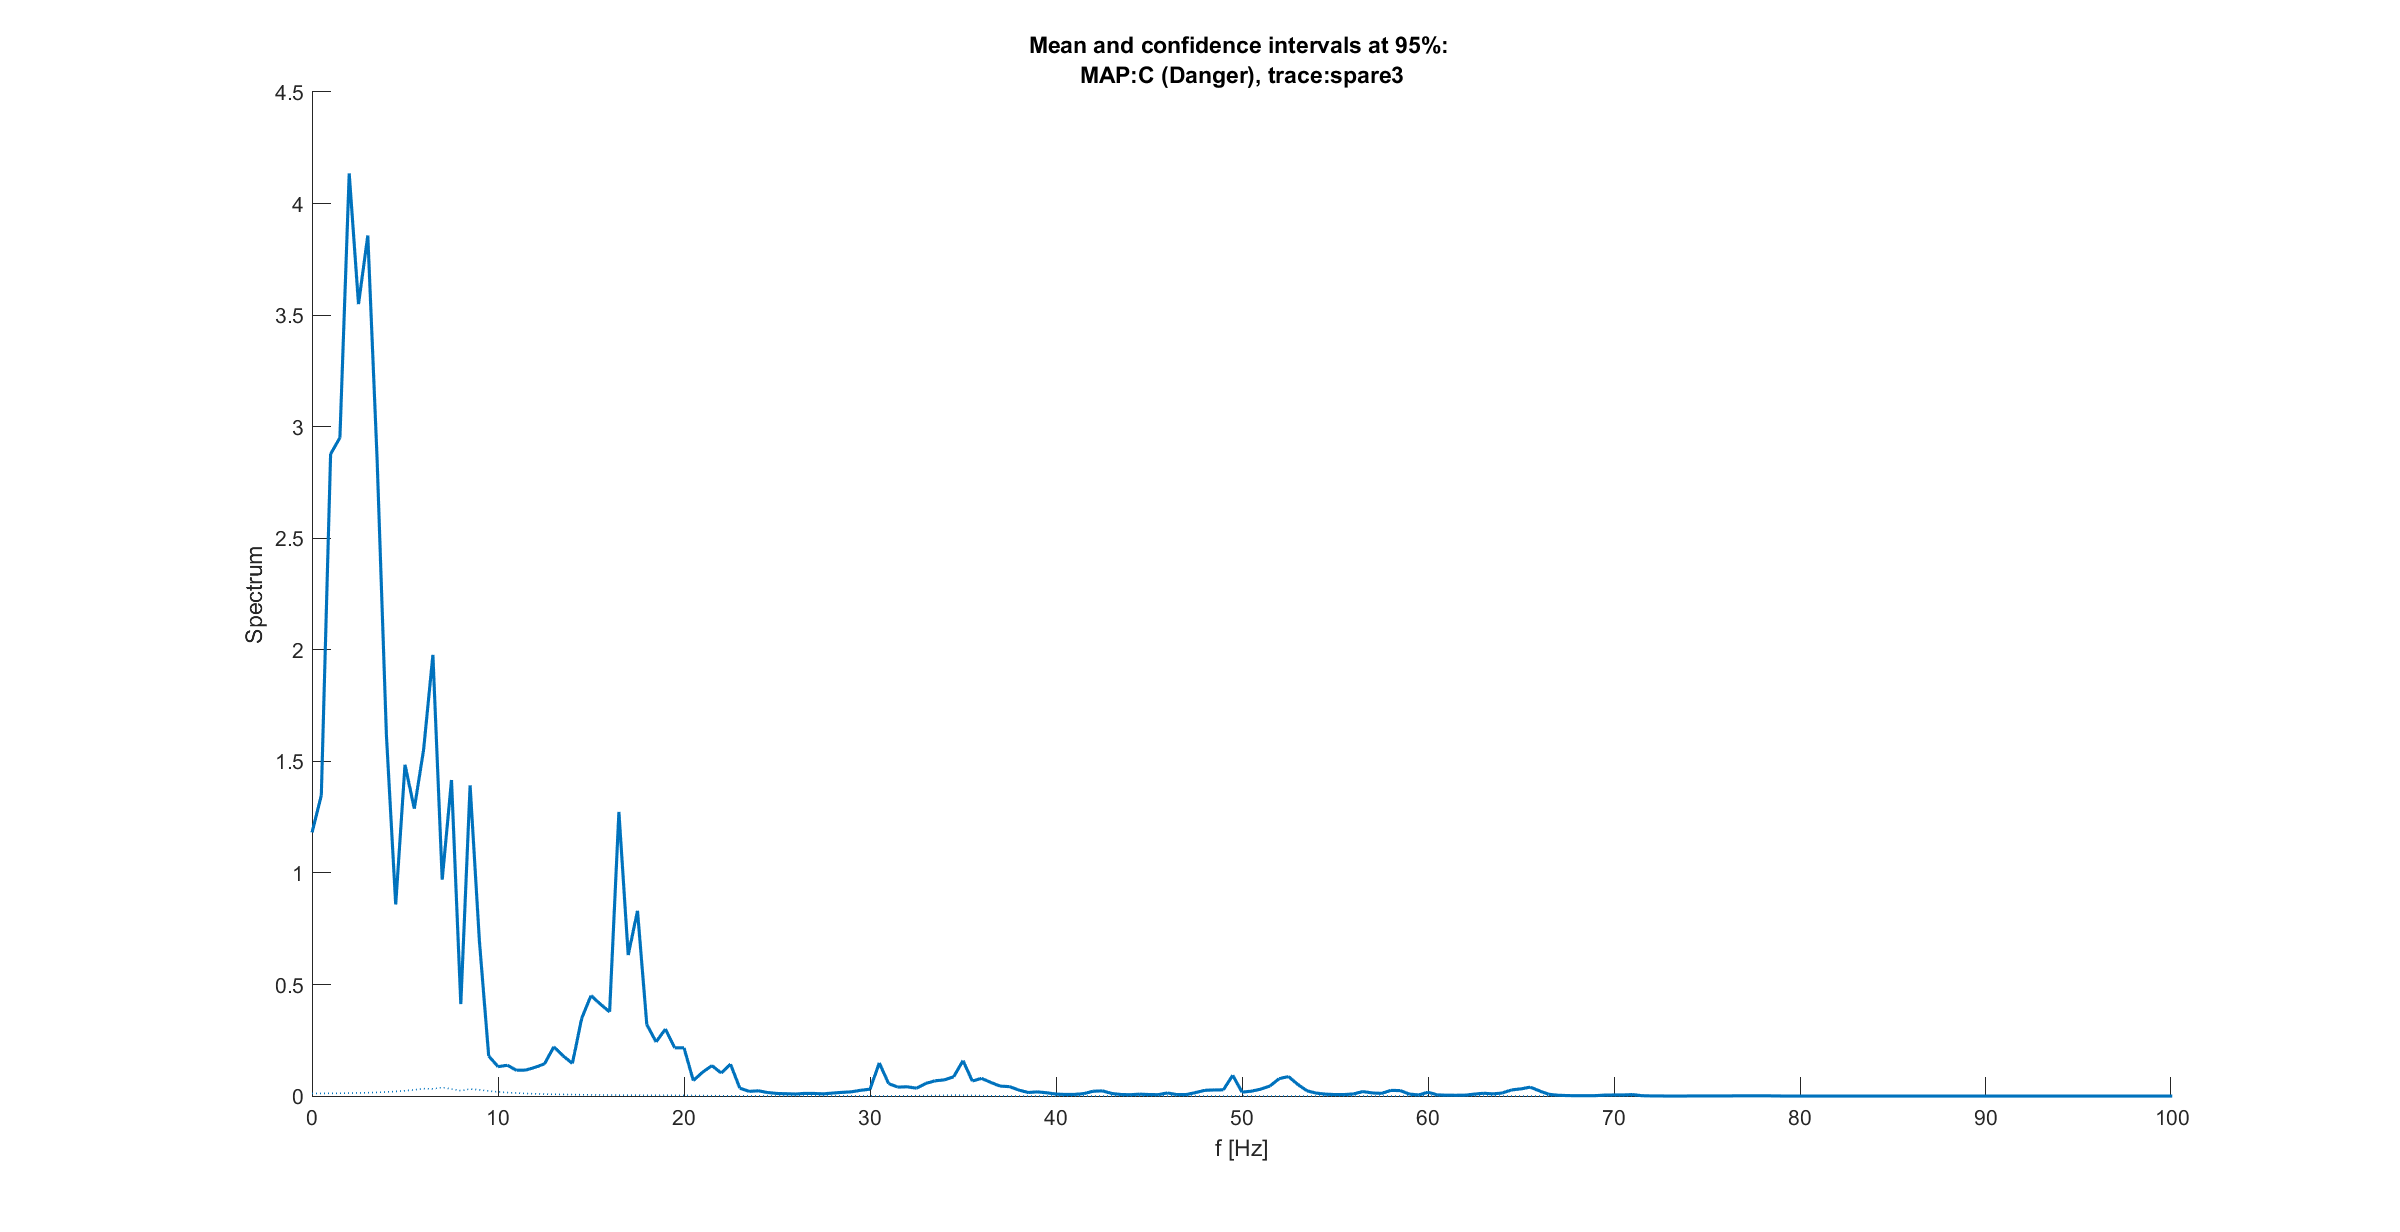 Mean and confidence intervals at 95%:
MAP:C (Danger), trace:spare3
4.5
4
3.5
3
2.5
2
1.5
1
0.5
0
Spectrum
0 10 20 30 40 50 60 70 80 90 100
f [Hz]